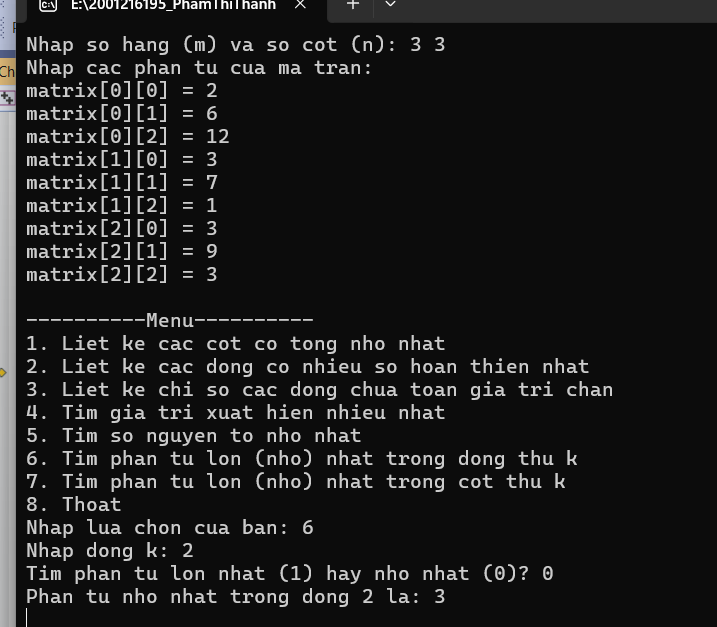 E:\2001216195_PhamThiThanh
Ch
Nhap so hang (m) va so cot (n): 3 3
Nhap cac phan tu cua ma tran:
matrix[0][0] = 2
matrix[0][1] = 6
matrix[0][2] = 12
matrix[1][0] = 3
matrix[1][1] = 7
matrix[1][2] = 1
matrix[2][0] = 3
matrix[2][1] = 9
matrix[2][2] = 3
----------Menu----------
1. Liet ke cac cot co tong nho nhat
2. Liet ke cac dong co nhieu so hoan thien nhat
3. Liet ke chi so cac dong chua toan gia tri chan
4. Tim gia tri xuat hien nhieu nhat
5. Tim so nguyen to nho nhat
6. Tim phan tu lon (nho) nhat trong dong thu k
7. Tim phan tu lon (nho) nhat trong cot thu k
8. Thoat
Nhap lua chon cua ban: 6
Nhap dong k: 2
Tim phan tu lon nhat (1) hay nho nhat (0)? 0
Phan tu nho nhat trong dong 2 la: 3